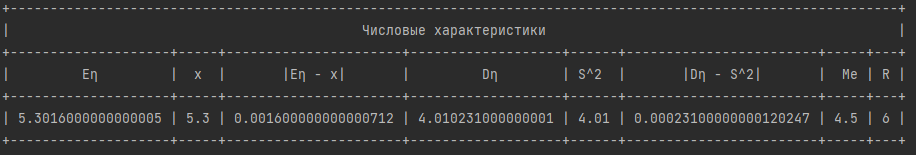 Числовые характеристики
Eη | x | |Eη - x| | Dη | S^2 | |Dη - S^2| | Me | R
5.3016000000000005 | 5.3 | 0.001600000000000712 | 4.010231000000001 | 4.01 | 0.00023100000000120247 | 4.5 | 6